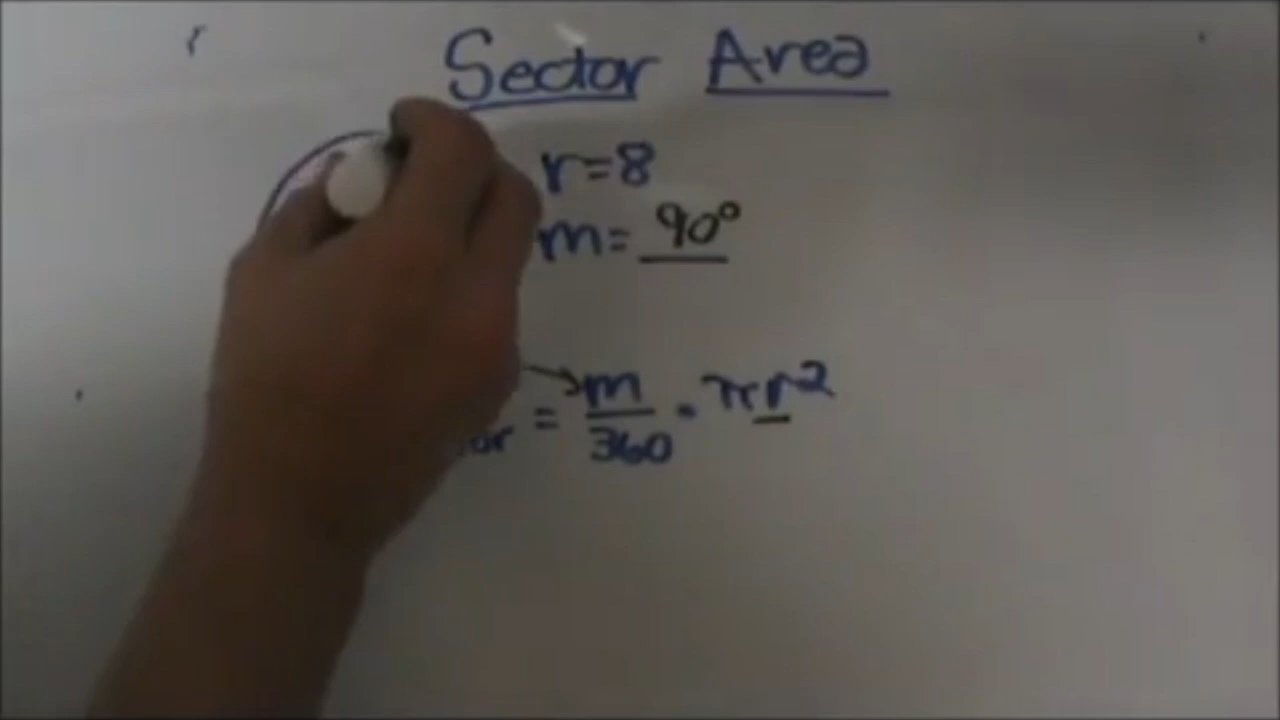 Sector Area
r=8
m= 90°
= m/360 · πr²